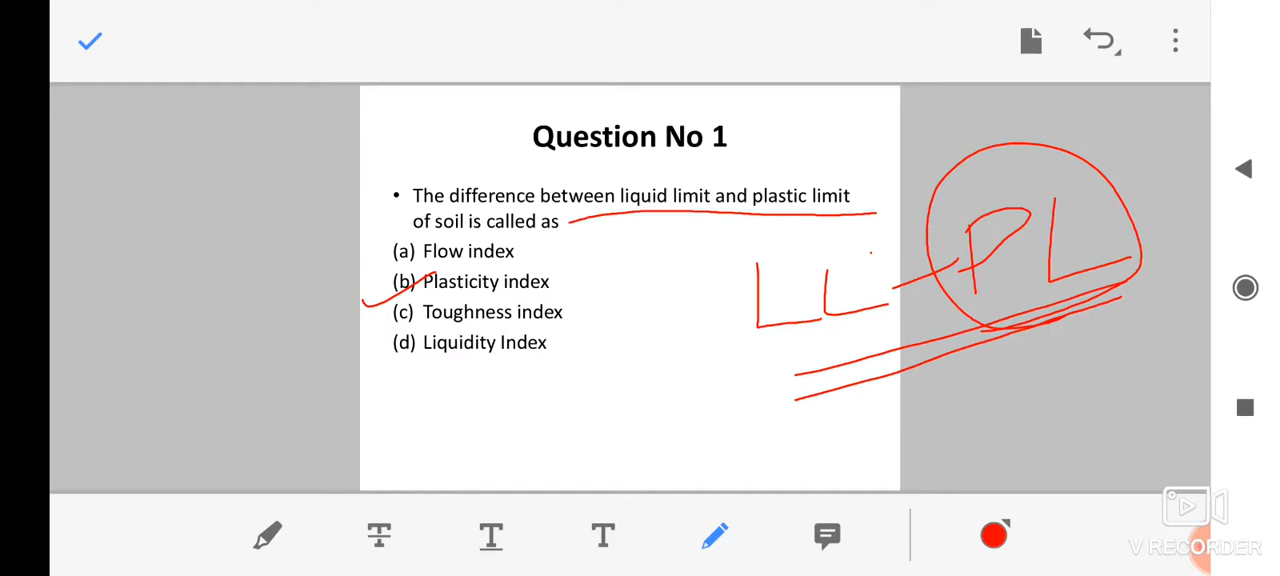 Question No 1
• The difference between liquid limit and plastic limit
of soil is called as
(a) Flow index
(b) Plasticity index
(c) Toughness index
(d) Liquidity Index
LL - PL
T T T
V RECORDER